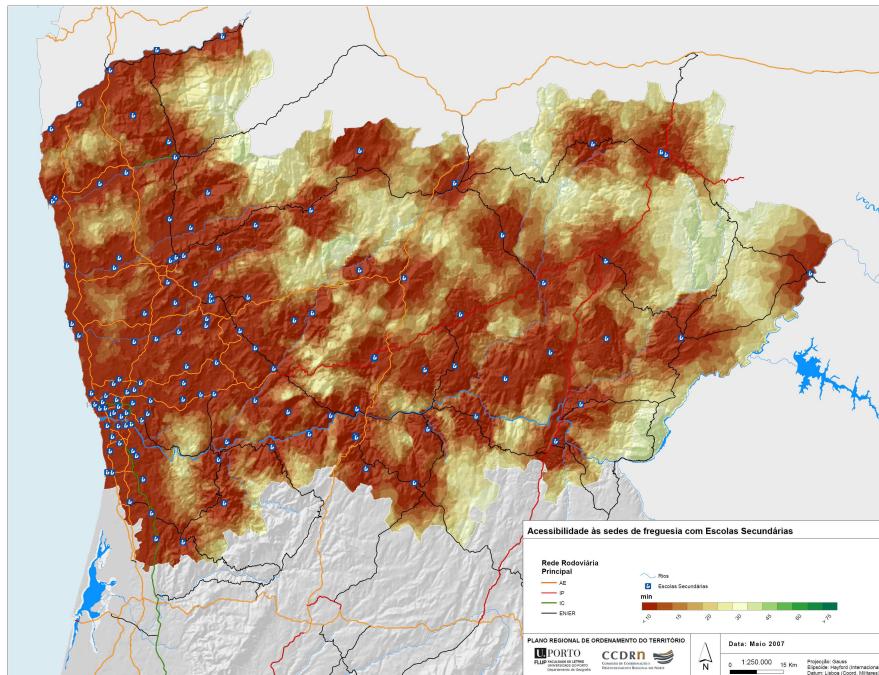 Acessibilidade às sedes de freguesia com Escolas Secundárias
Rede Rodoviária
Principal
AE
IP
IC
EN/ER
Rios
Escolas Secundárias
min
< 10
15
20
30
45
60
> 75
PLANO REGIONAL DE ORDENAMENTO DO TERRITÓRIO
U.PORTO
FLUP FACULDADE DE LETRAS
UNIVERSIDADE DO PORTO
Departamento de Geografia
CCDRn
Comissão de Coordenação e
Desenvolvimento Regional do Norte
N
Data: Maio 2007
0 1:250.000 15 Km
Projecção: Gauss
Elipsóide: Hayford (Internacional
Datum: Lisboa (Coord. Militares)